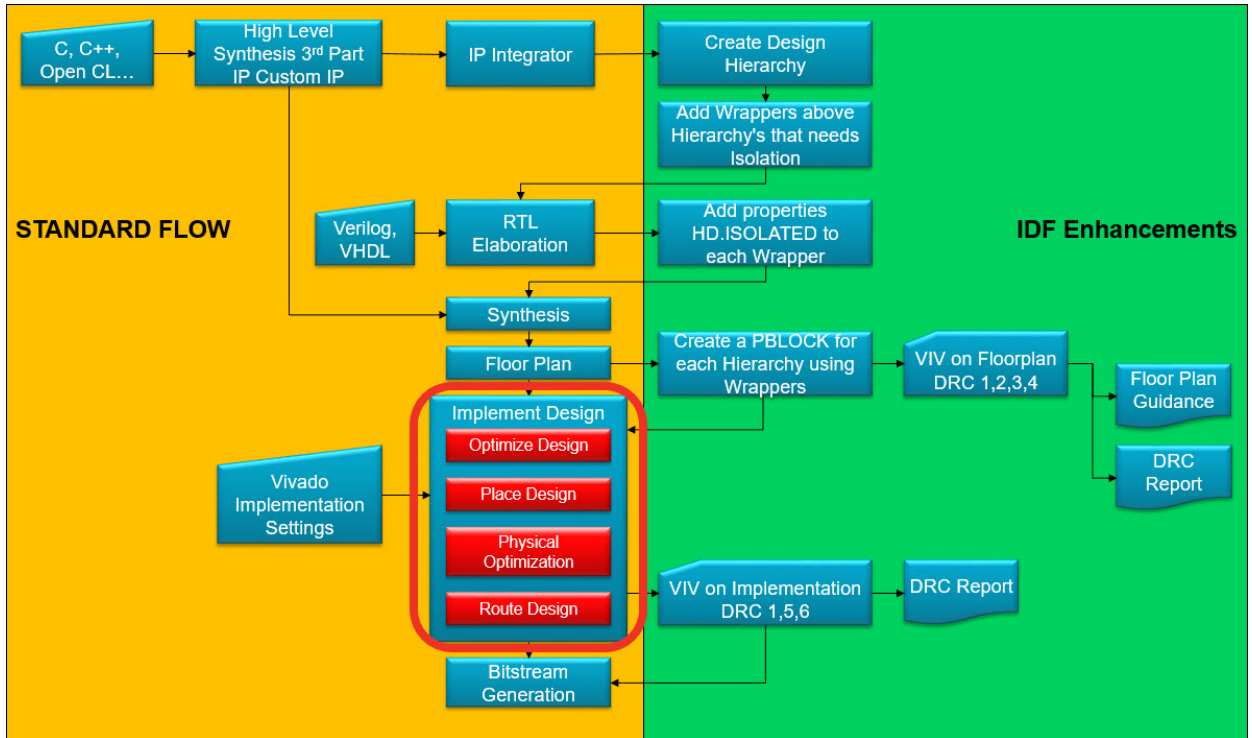 C, C++,
Open CL...
High Level
Synthesis 3rd Part
IP Custom IP
IP Integrator
Create Design
Hierarchy
Add Wrappers above
Hierarchy's that needs
Isolation
STANDARD FLOW
Verilog,
VHDL
RTL
Elaboration
Add properties
HD.ISOLATED to
each Wrapper
IDF Enhancements
Synthesis
Floor Plan
Create a PBLOCK for
each Hierarchy using
Wrappers
VIV on Floorplan
DRC 1,2,3,4
Floor Plan
Guidance
DRC
Report
Implement Design
Optimize Design
Place Design
Physical
Optimization
Route Design
Vivado
Implementation
Settings
VIV on Implementation
DRC 1,5,6
DRC Report
Bitstream
Generation